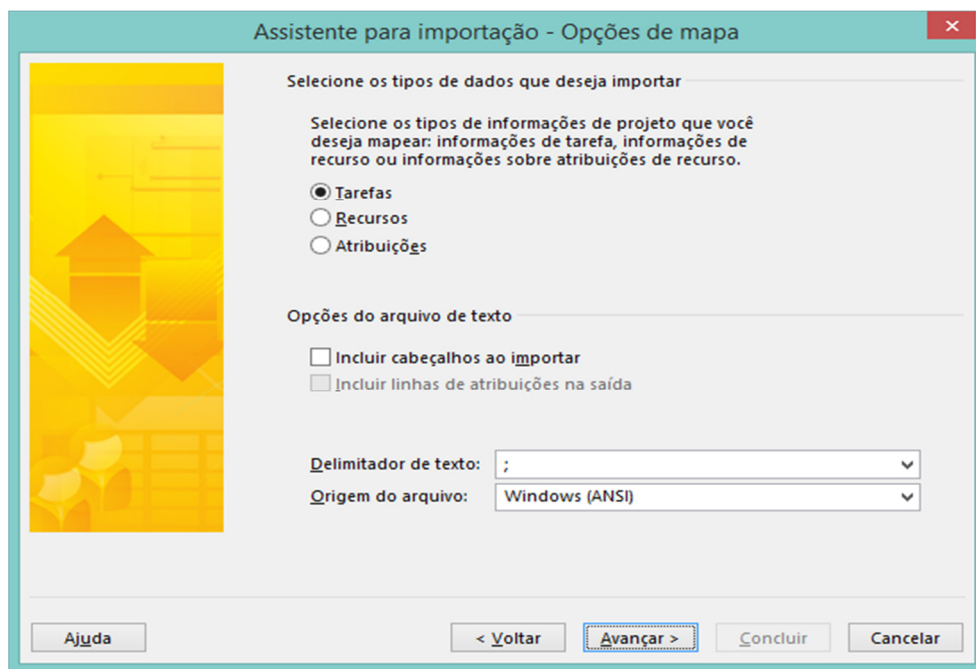 Assistente para importação - Opções de mapa
Selecione os tipos de dados que deseja importar
Selecione os tipos de informações de projeto que você
deseja mapear: informações de tarefa, informações de
recurso ou informações sobre atribuições de recurso.
Tarefas
Recursos
Atribuições
Opções do arquivo de texto
Incluir cabeçalhos ao importar
Incluir linhas de atribuições na saída
Delimitador de texto: ;
Origem do arquivo: Windows (ANSI)
Ajuda < Voltar Avançar > Concluir Cancelar